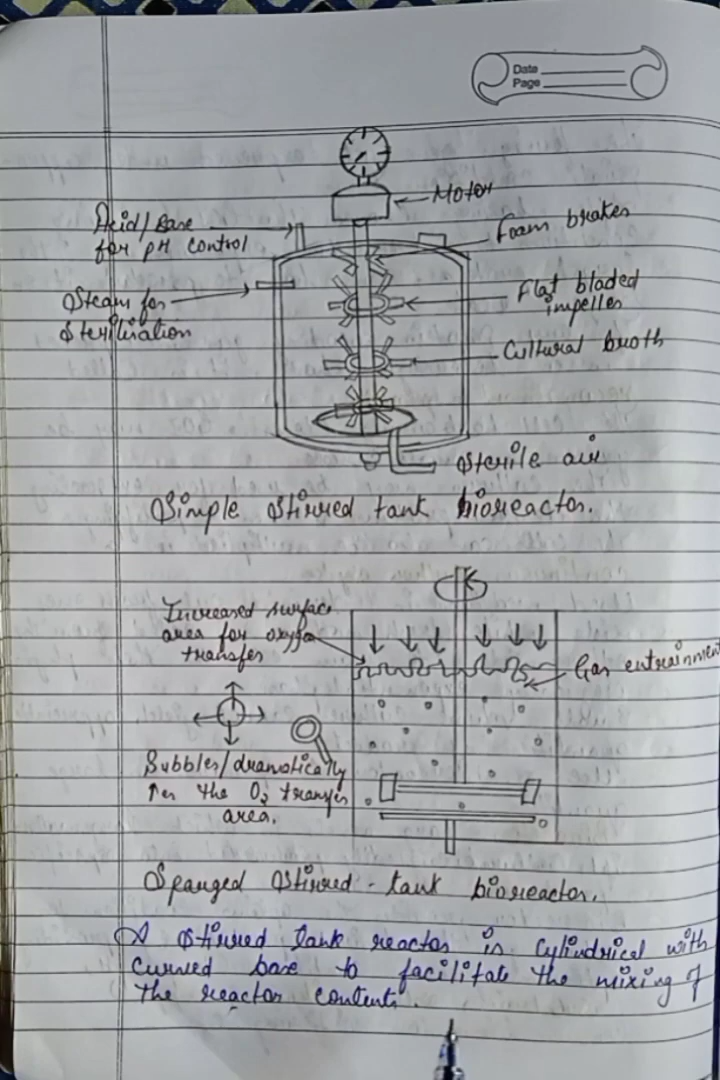 Date
Page
Motor
Acid/Base
for pH control
Foam braker
Steam for
Sterilization
Flat bladed
impeller
Cultural broth
Sterile air
Simple Stirred tank bioreactor.
Increased surface
area for oxygen
transfer
Gas entrainment
Bubbles/dramatically
↑es the O2 transfer
area.
Sparged Stirred-tank bioreactor.
A Stirred tank reactor is Cylindrical with
Curved base to facilitate the mixing of
the reactor contents.